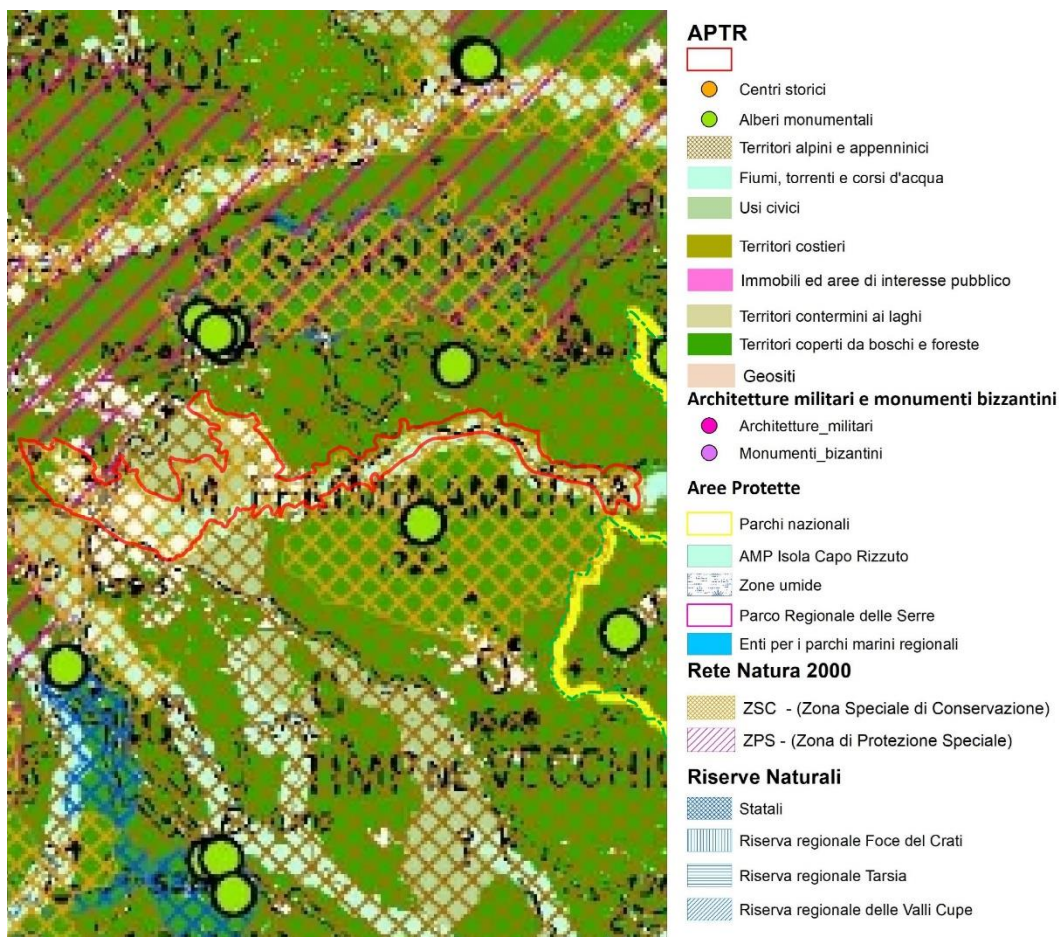 APTR
Centri storici
Alberi monumentali
Territori alpini e appenninici
Fiumi, torrenti e corsi d'acqua
Usi civici
Territori costieri
Immobili ed aree di interesse pubblico
Territori contermini ai laghi
Territori coperti da boschi e foreste
Geositi
Architetture militari e monumenti bizzantini
Architetture_militari
Monumenti_bizantini
Aree Protette
Parchi nazionali
AMP Isola Capo Rizzuto
Zone umide
Parco Regionale delle Serre
Enti per i parchi marini regionali
Rete Natura 2000
ZSC - (Zona Speciale di Conservazione)
ZPS - (Zona di Protezione Speciale)
Riserve Naturali
Statali
Riserva regionale Foce del Crati
Riserva regionale Tarsia
Riserva regionale delle Valli Cupe